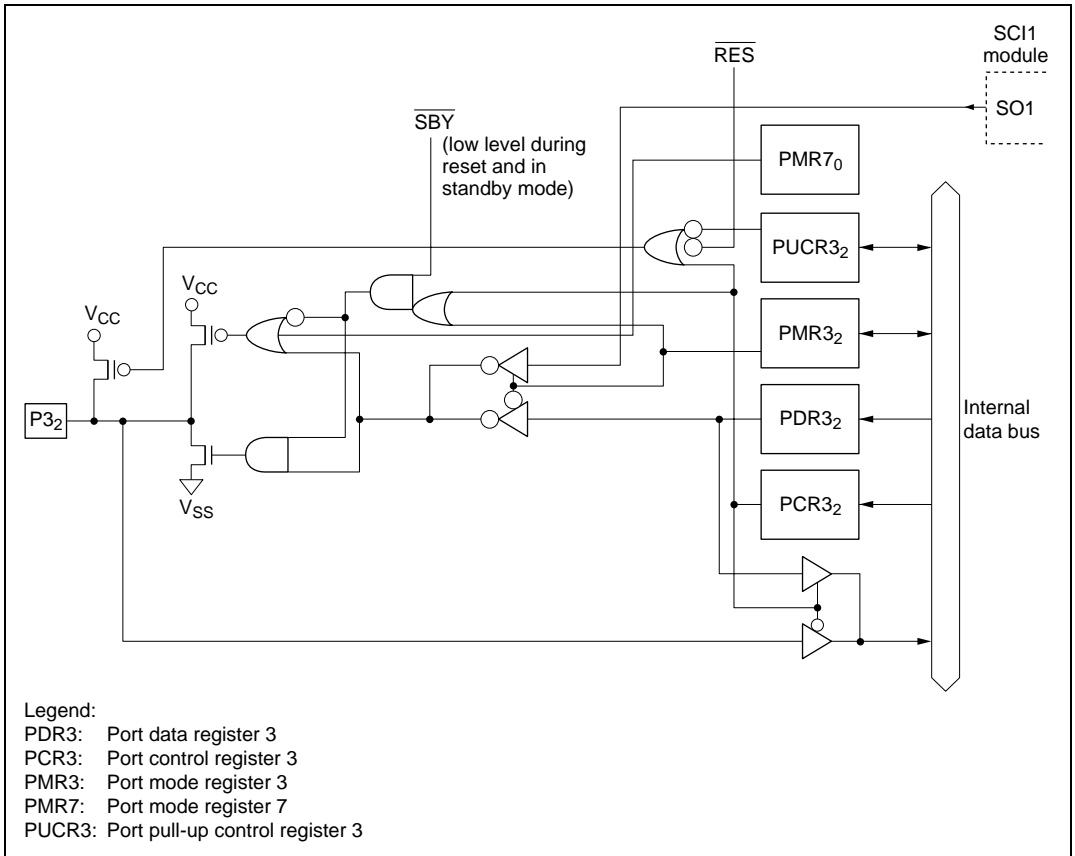 SCI1
module
SO1
RES
SBY
(low level during
reset and in
standby mode)
PMR7₀
PUCR3₂
VCC
VCC
PMR3₂
P3₂
PDR3₂
Internal
data bus
VSS
PCR3₂
Legend:
PDR3: Port data register 3
PCR3: Port control register 3
PMR3: Port mode register 3
PMR7: Port mode register 7
PUCR3: Port pull-up control register 3